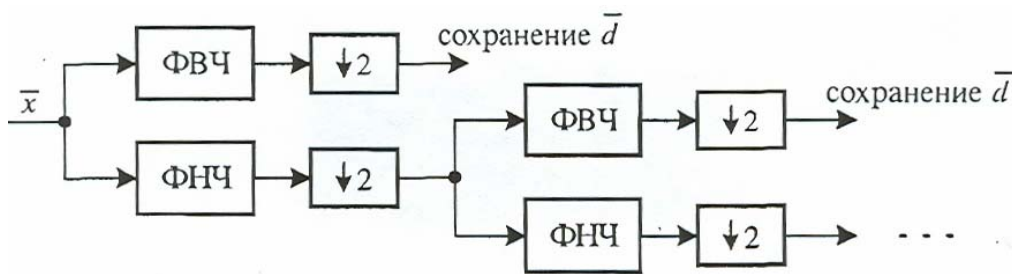 сохранение d̅
ФВЧ ↓2
x̅
сохранение d̅
ФВЧ ↓2
ФНЧ ↓2
ФНЧ ↓2 - - -